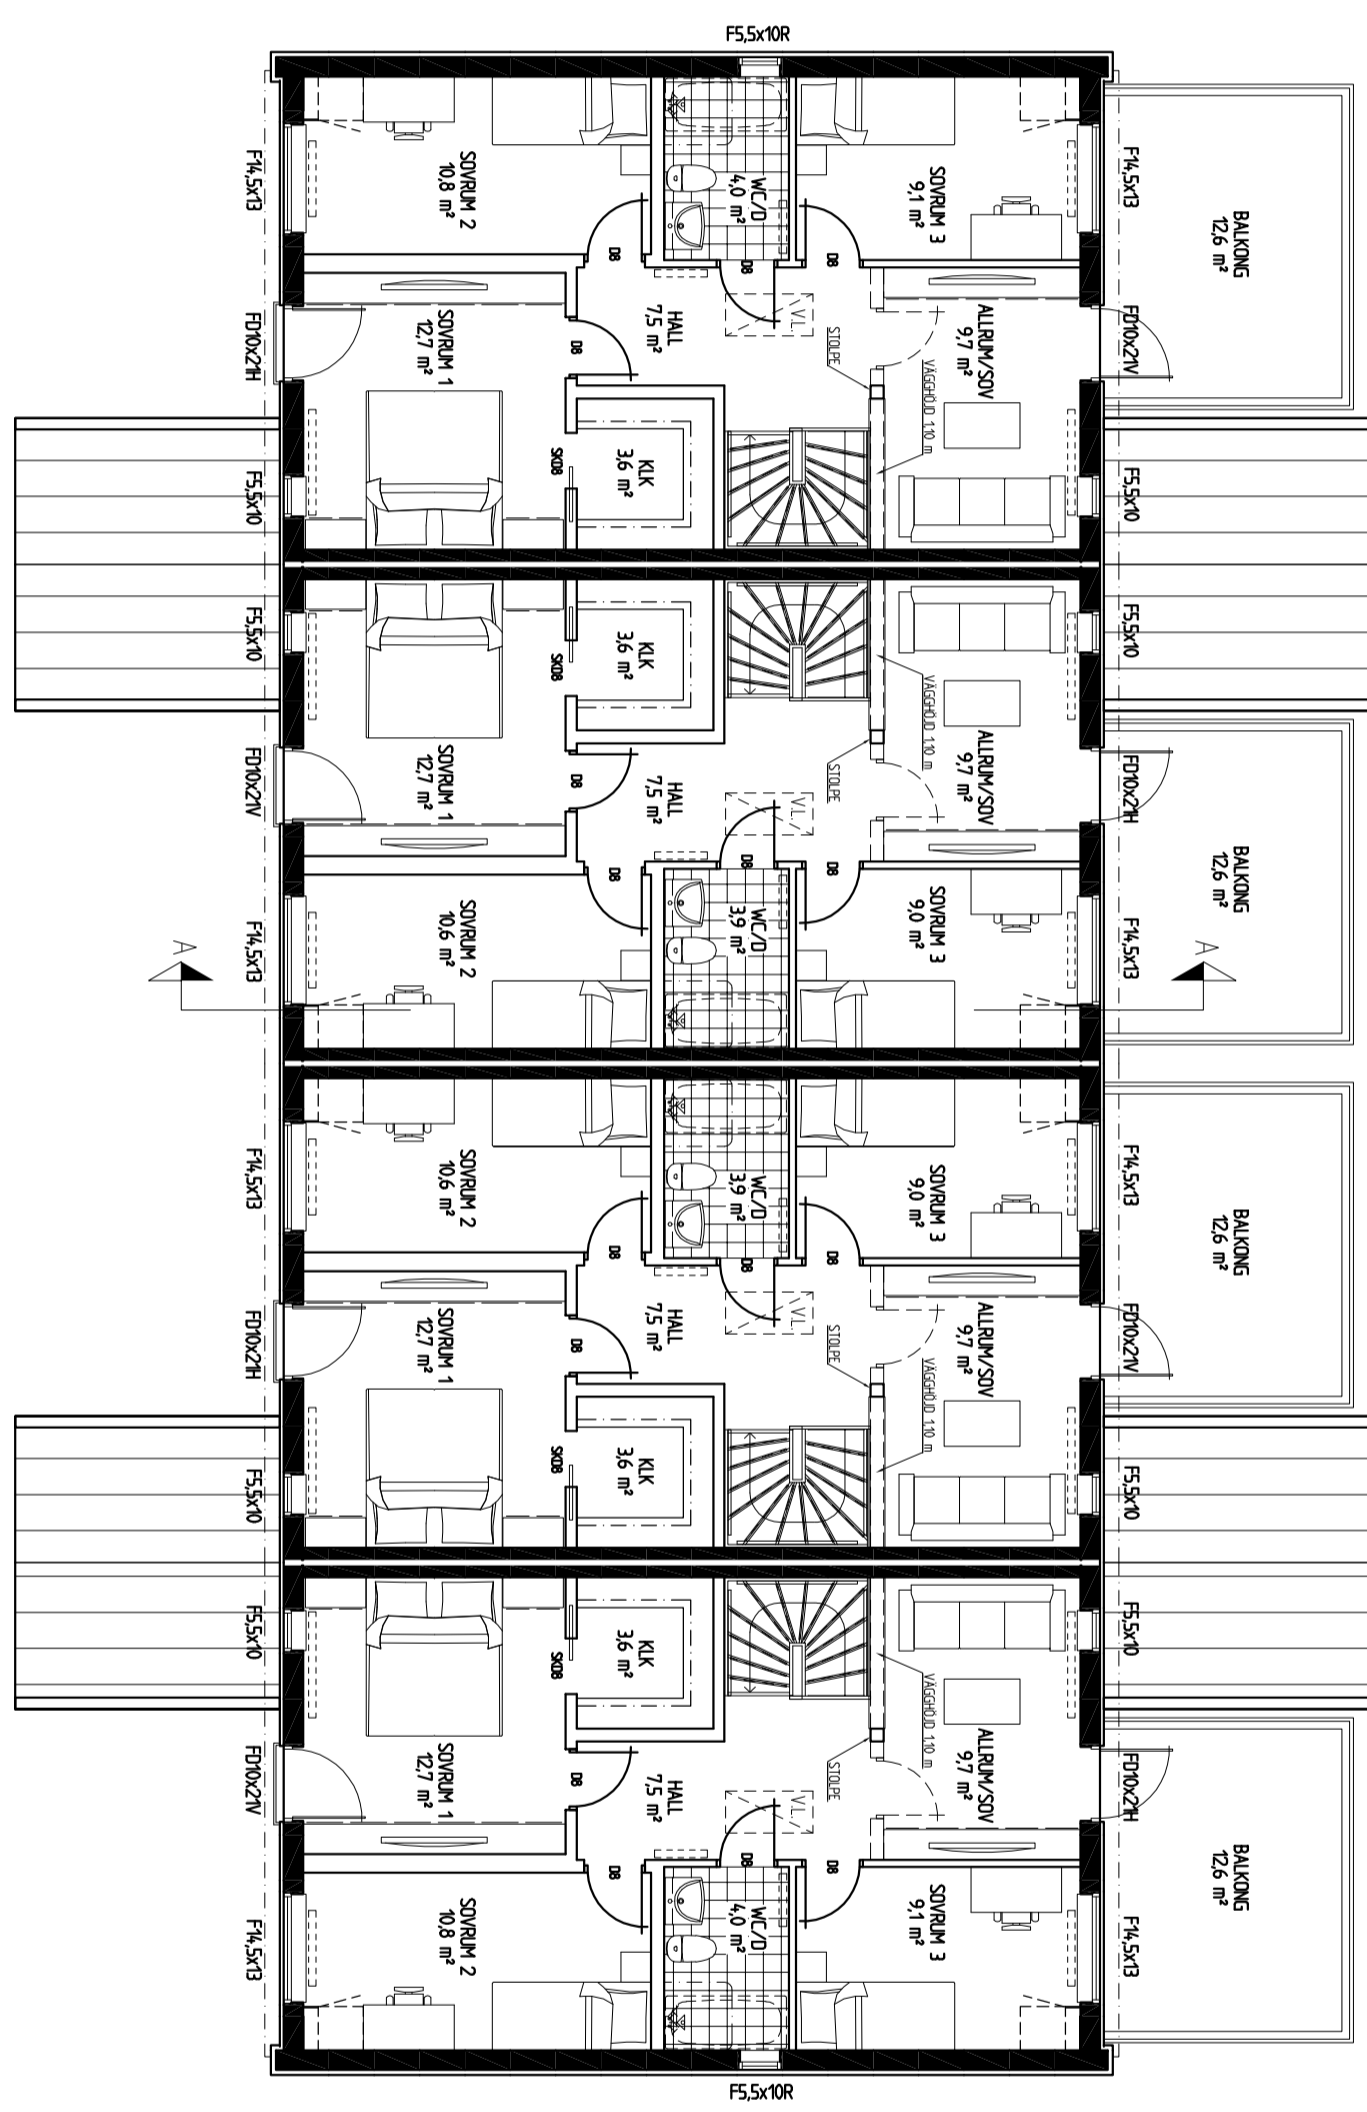 F5,5x10R
F14,5x13
SOVRUM 2
10,8 m²
WC/D
4,0 m²
SOVRUM 3
9,1 m²
F14,5x13
BALKONG
12,6 m²
D8
D8
D8
FD10x21H
SOVRUM 1
12,7 m²
D8
HALL
7,5 m²
V.L.
STOLPE
VÄGGHÖJD 1,10 m
ALLRUM/SOV
9,7 m²
FD10x21V
F5,5x10
SKD8
KLK
3,6 m²
F5,5x10
F5,5x10
SKD8
KLK
3,6 m²
F5,5x10
FD10x21V
SOVRUM 1
12,7 m²
D8
HALL
7,5 m²
V.L.
STOLPE
VÄGGHÖJD 1,10 m
ALLRUM/SOV
9,7 m²
FD10x21H
D8
D8
D8
BALKONG
12,6 m²
A
F14,5x13
SOVRUM 2
10,6 m²
WC/D
3,9 m²
SOVRUM 3
9,0 m²
F14,5x13
A
F14,5x13
SOVRUM 2
10,6 m²
WC/D
3,9 m²
SOVRUM 3
9,0 m²
F14,5x13
BALKONG
12,6 m²
D8
D8
D8
FD10x21H
SOVRUM 1
12,7 m²
D8
HALL
7,5 m²
V.L.
STOLPE
VÄGGHÖJD 1,10 m
ALLRUM/SOV
9,7 m²
FD10x21V
F5,5x10
SKD8
KLK
3,6 m²
F5,5x10
F5,5x10
SKD8
KLK
3,6 m²
F5,5x10
FD10x21V
SOVRUM 1
12,7 m²
D8
HALL
7,5 m²
V.L.
STOLPE
VÄGGHÖJD 1,10 m
ALLRUM/SOV
9,7 m²
FD10x21H
D8
D8
D8
BALKONG
12,6 m²
F14,5x13
SOVRUM 2
10,8 m²
WC/D
4,0 m²
SOVRUM 3
9,1 m²
F14,5x13
F5,5x10R